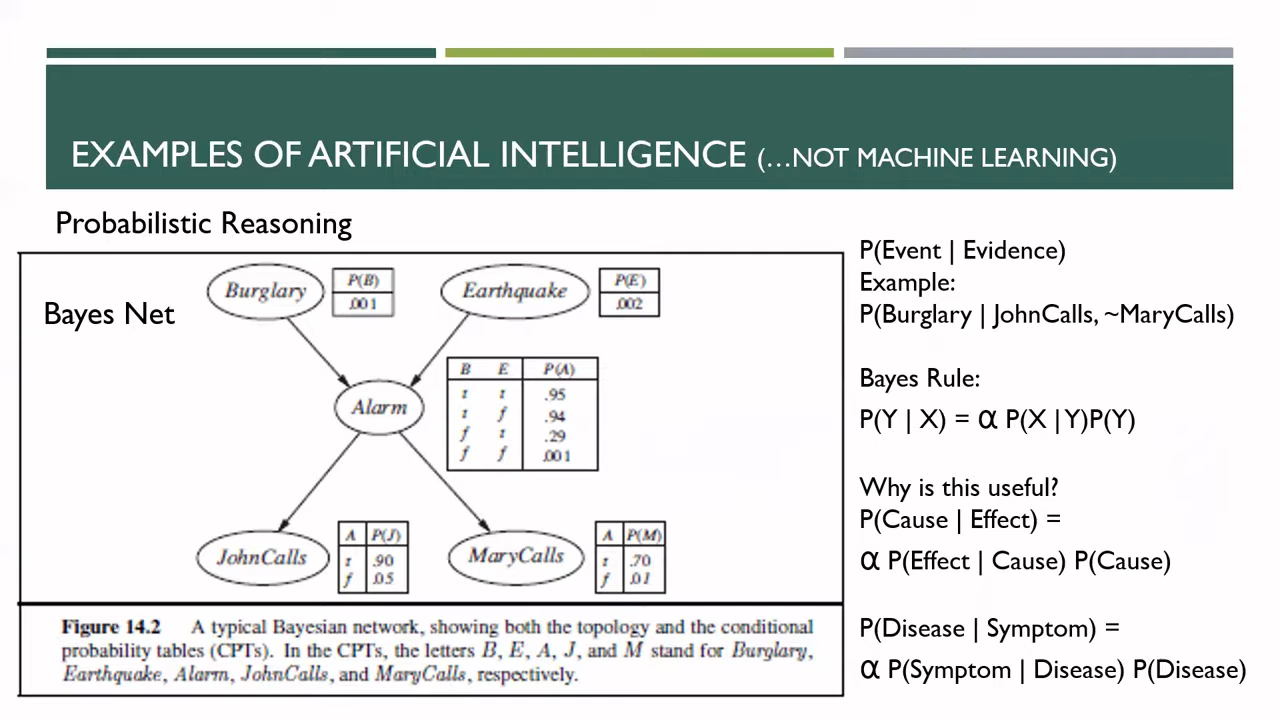 EXAMPLES OF ARTIFICIAL INTELLIGENCE (…NOT MACHINE LEARNING)
Probabilistic Reasoning
Bayes Net
Burglary
P(B)
.001
Earthquake
P(E)
.002
Alarm
B E P(A)
t t .95
t f .94
f t .29
f f .001
JohnCalls
A P(J)
t .90
f .05
MaryCalls
A P(M)
t .70
f .01
Figure 14.2 A typical Bayesian network, showing both the topology and the conditional
probability tables (CPTs). In the CPTs, the letters B, E, A, J, and M stand for Burglary,
Earthquake, Alarm, JohnCalls, and MaryCalls, respectively.
P(Event | Evidence)
Example:
P(Burglary | JohnCalls, ~MaryCalls)
Bayes Rule:
P(Y | X) = α P(X | Y)P(Y)
Why is this useful?
P(Cause | Effect) =
α P(Effect | Cause) P(Cause)
P(Disease | Symptom) =
α P(Symptom | Disease) P(Disease)